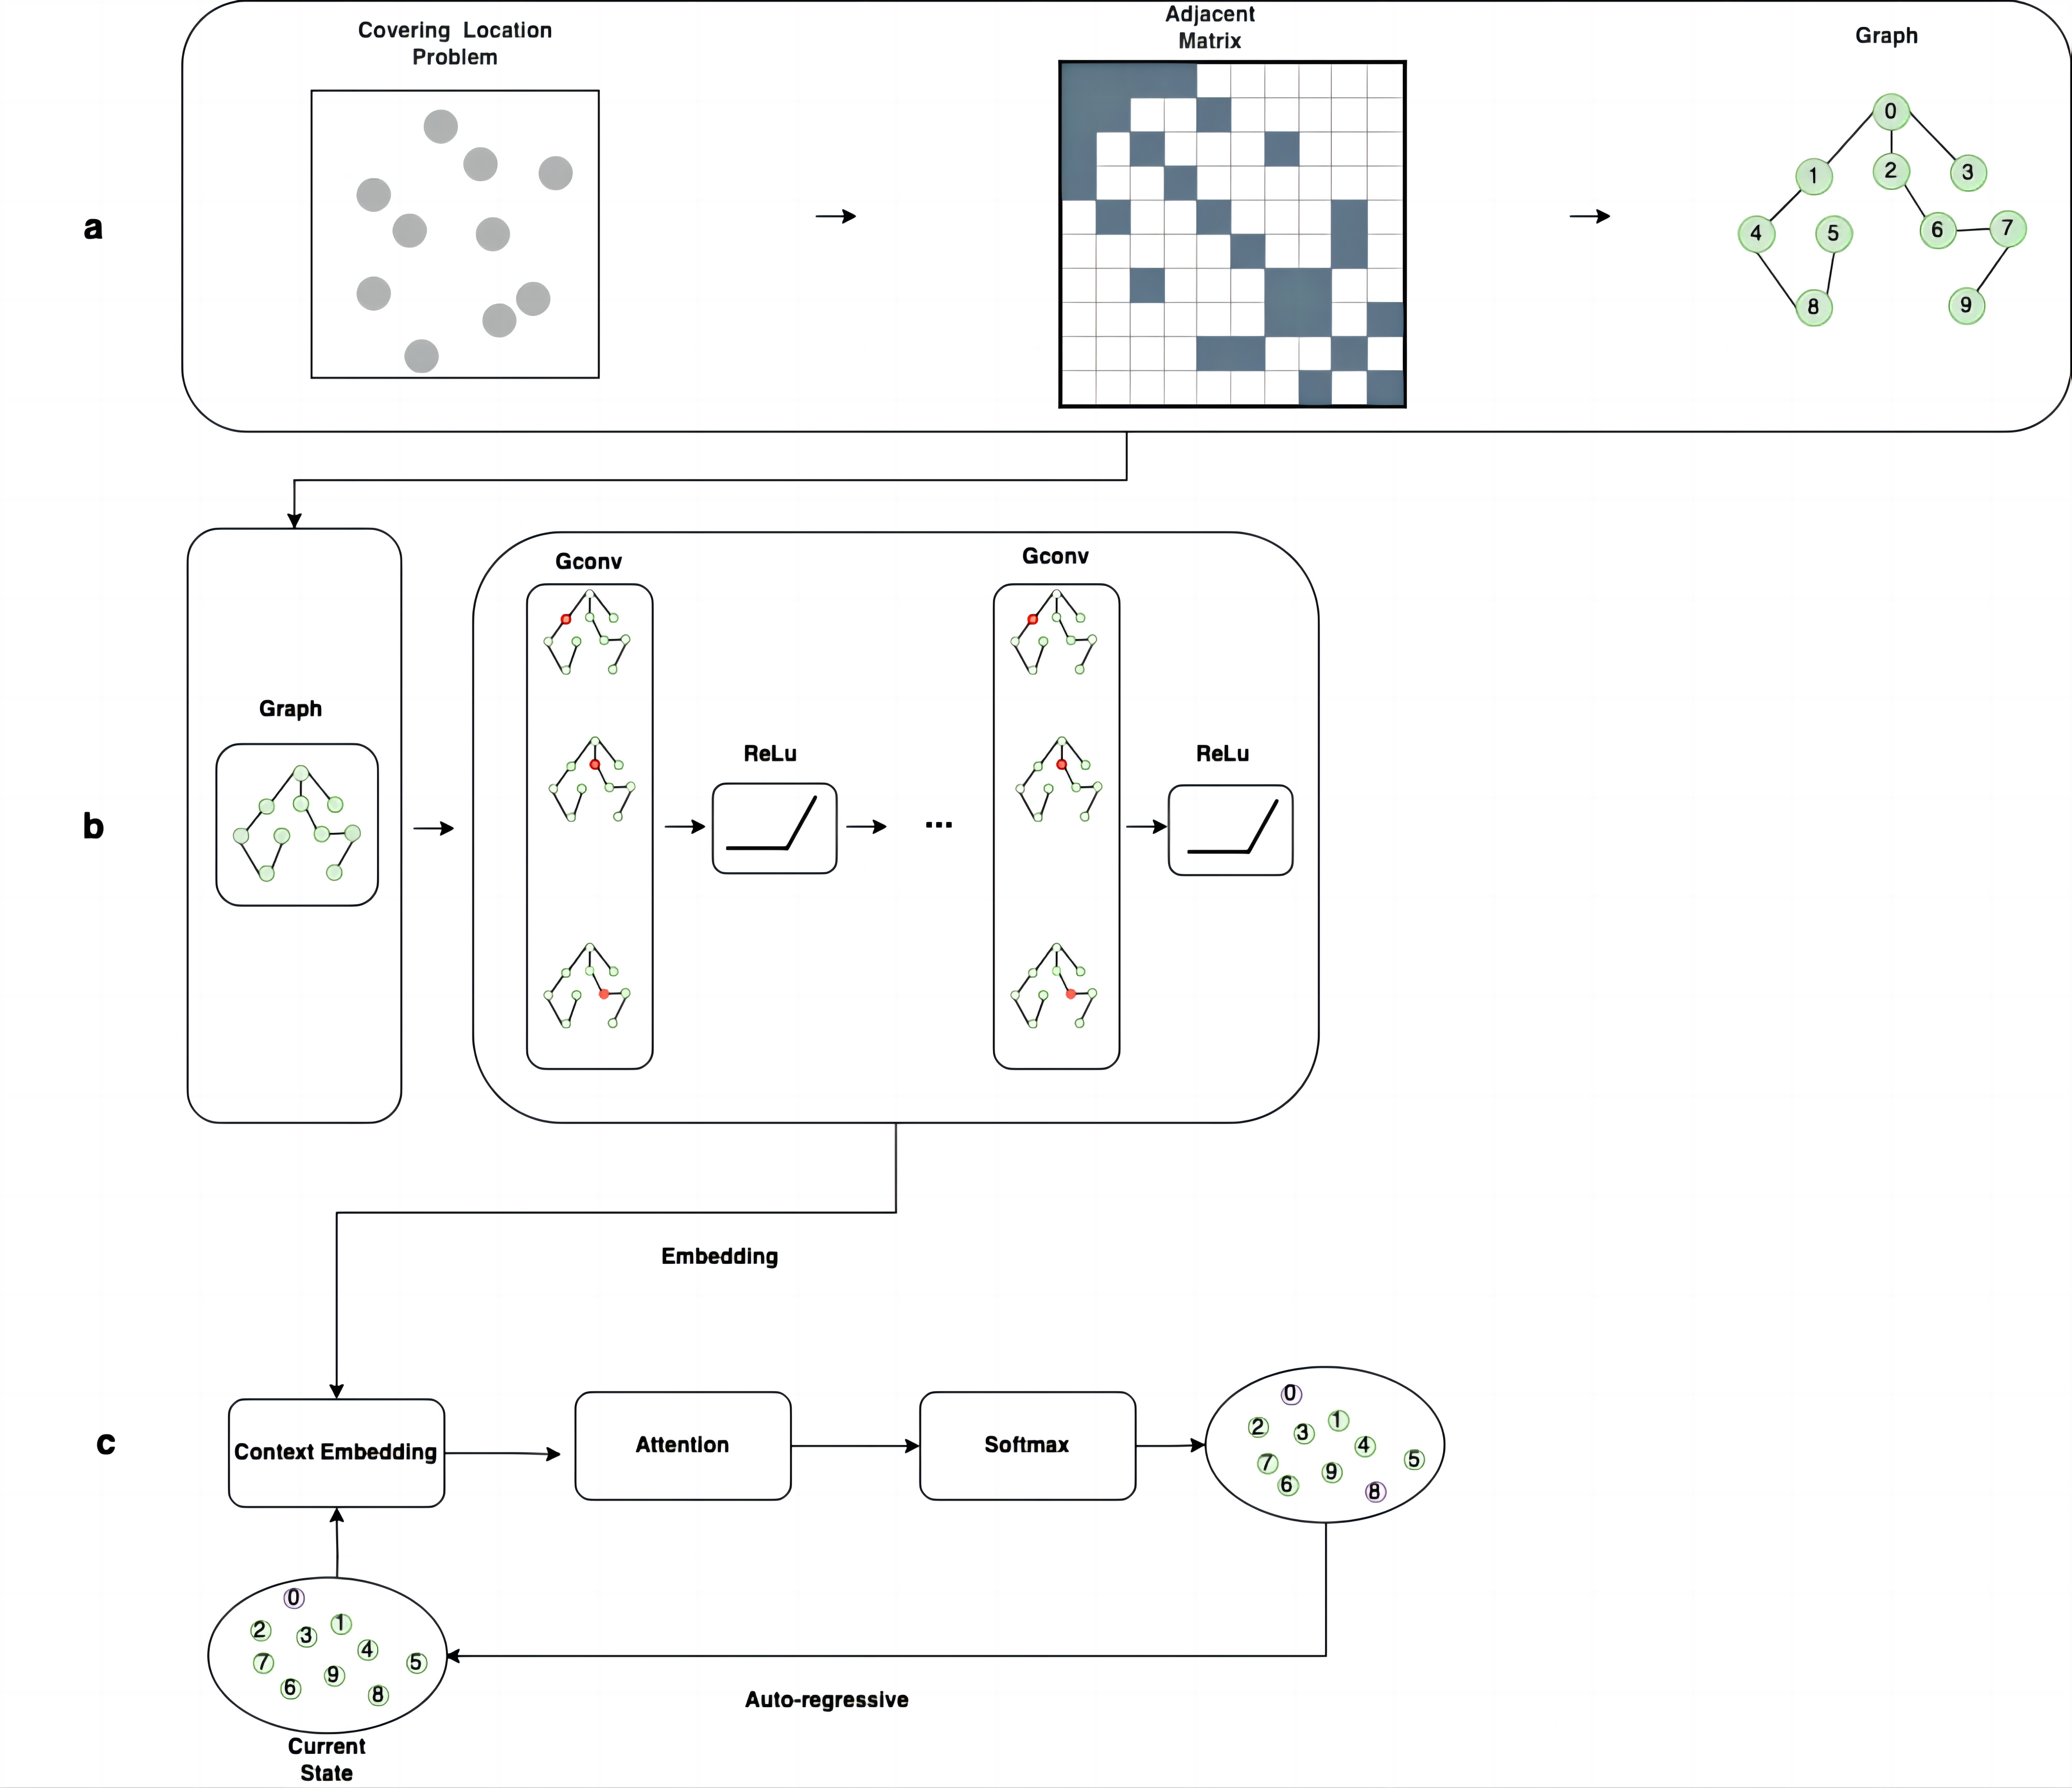 Covering Location
Problem
Adjacent
Matrix
Graph
a
0
1
2
3
4
5
6
7
8
9
Gconv
Gconv
Graph
ReLu
ReLu
b
...
Embedding
c
Context Embedding
Attention
Softmax
0
2
3
1
4
5
7
9
6
8
0
2
3
1
4
5
7
9
6
8
Auto-regressive
Current
State